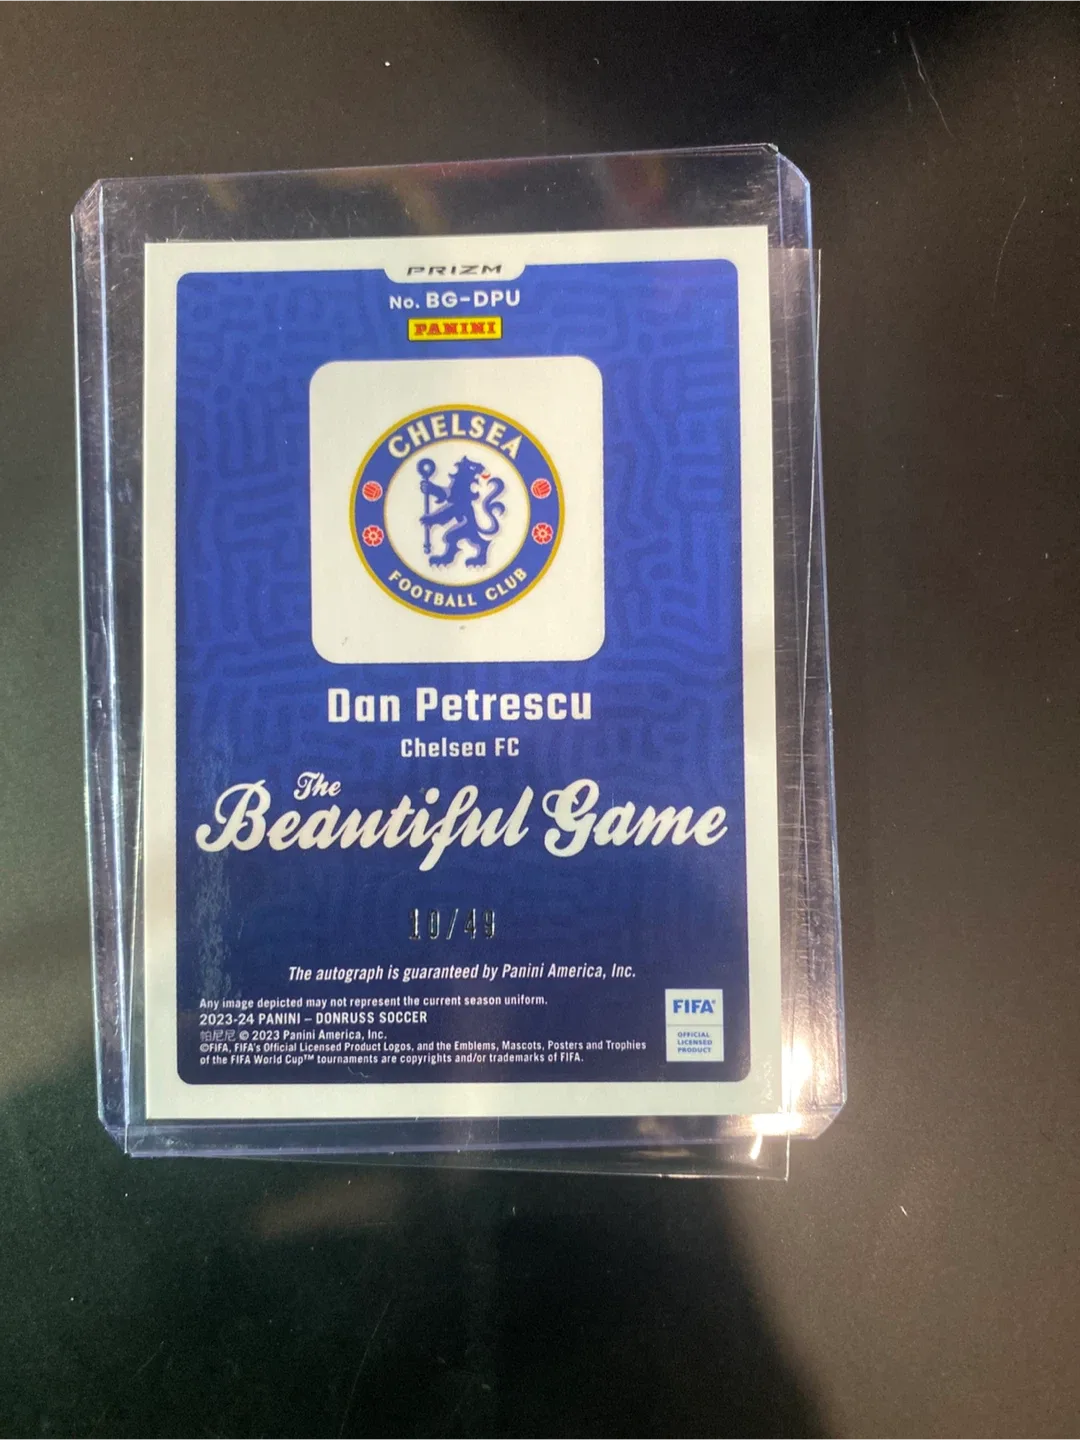 PRIZM
No. BG-DPU
PANINI
CHELSEA
FOOTBALL CLUB
Dan Petrescu
Chelsea FC
The
Beautiful Game
10/49
The autograph is guaranteed by Panini America, Inc.
Any image depicted may not represent the current season uniform.
2023-24 PANINI – DONRUSS SOCCER
帕尼尼 © 2023 Panini America, Inc.
©FIFA, FIFA's Official Licensed Product Logos, and the Emblems, Mascots, Posters and Trophies
of the FIFA World Cup™ tournaments are copyrights and/or trademarks of FIFA.
FIFA®
OFFICIAL
LICENSED
PRODUCT